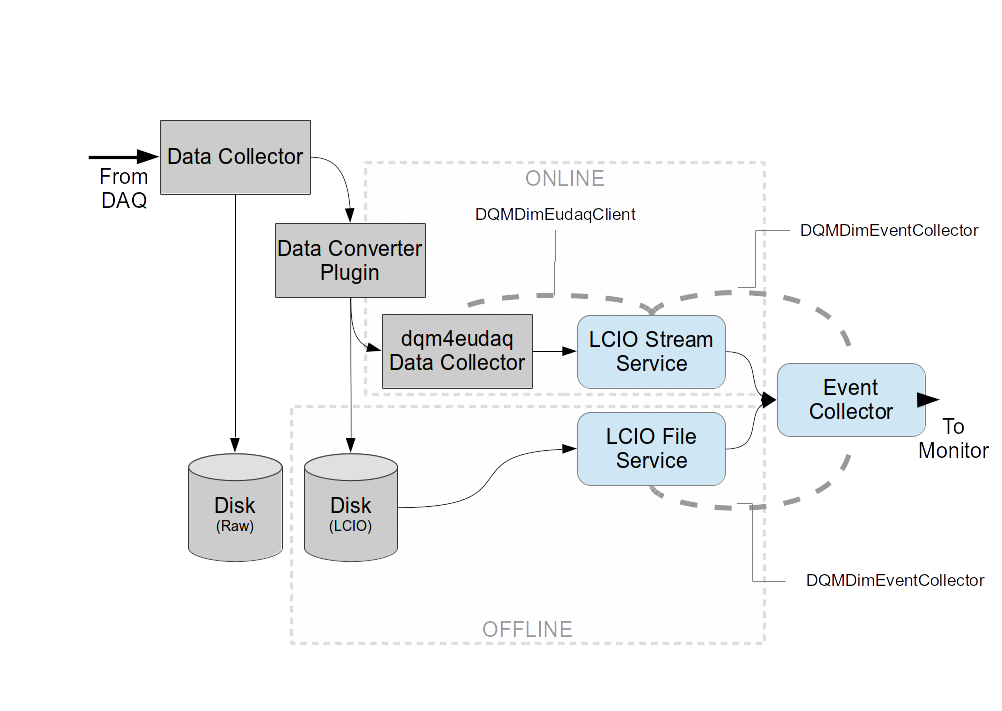 Data Collector
From
DAQ
ONLINE
DQMDimEudaqClient
DQMDimEventCollector
Data Converter
Plugin
dqm4eudaq
Data Collector
LCIO Stream
Service
Event
Collector
To
Monitor
LCIO File
Service
Disk
(Raw)
Disk
(LCIO)
DQMDimEventCollector
OFFLINE